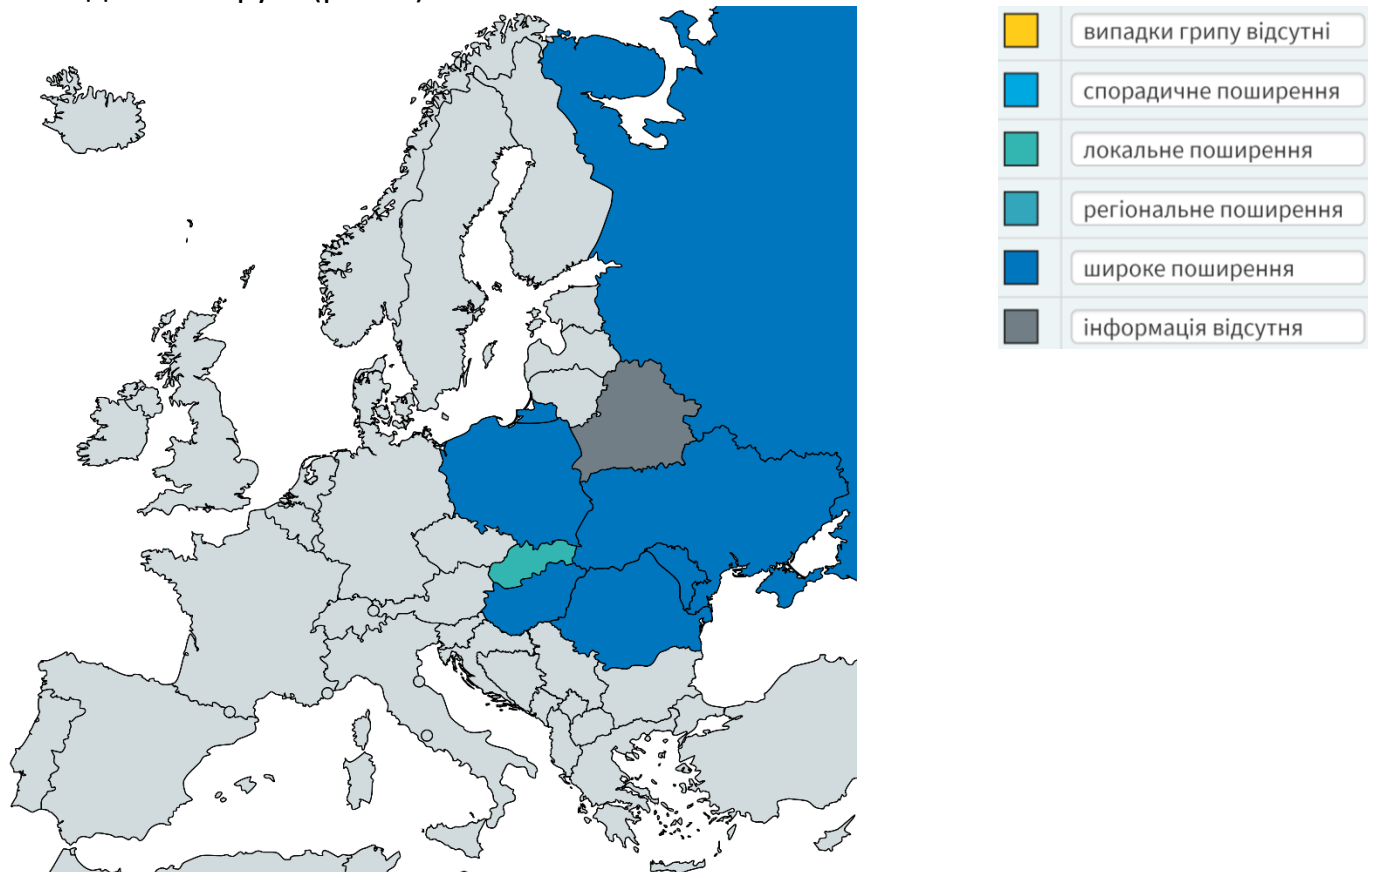 випадки грипу відсутні
спорадичне поширення
локальне поширення
регіональне поширення
широке поширення
інформація відсутня